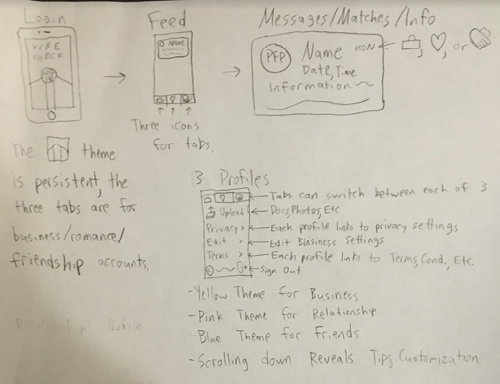 Login
VIBE
CHECK
LOG
IN
Feed
NAME
Three icons
for tabs.
Messages/Matches/Info
PFP
Name
Date, Time
Information
ICON
, or
The theme
is persistent, the
three tabs are for
business/romance/
friendship accounts.
3: Profiles
Upload
Privacy >
Edit >
Terms >
Tabs can switch between each of 3
Docs, Photos, Etc
Each profile links to privacy settings
Edit Business Settings
Each profile links to Terms, Cond, Etc.
Sign Out
-Yellow Theme for Business
-Pink Theme for Relationship
-Blue Theme for Friends
-Scrolling down Reveals Tips, Customization